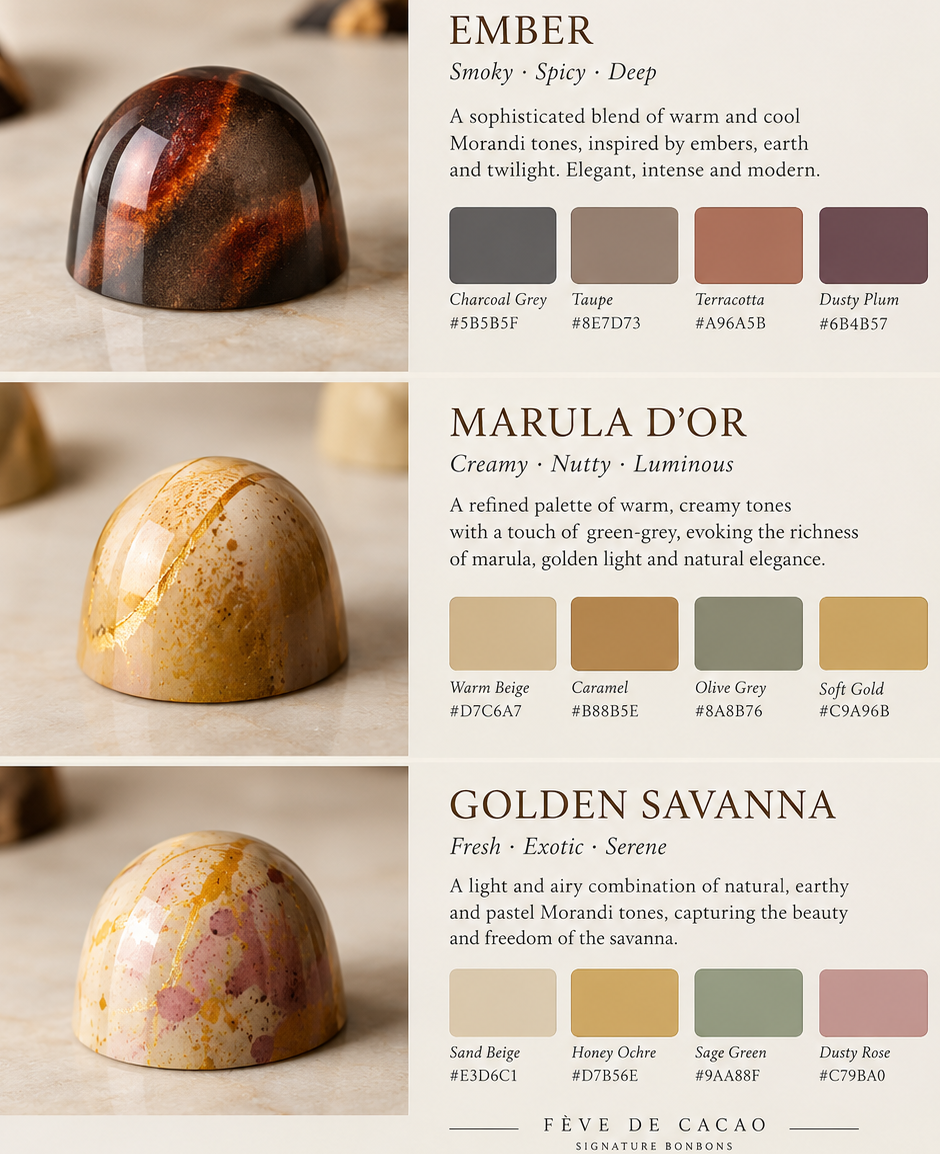 EMBER
Smoky · Spicy · Deep
A sophisticated blend of warm and cool
Morandi tones, inspired by embers, earth
and twilight. Elegant, intense and modern.
Charcoal Grey Taupe Terracotta Dusty Plum
#5B5B5F #8E7D73 #A96A5B #6B4B57
MARULA D’OR
Creamy · Nutty · Luminous
A refined palette of warm, creamy tones
with a touch of green-grey, evoking the richness
of marula, golden light and natural elegance.
Warm Beige Caramel Olive Grey Soft Gold
#D7C6A7 #B88B5E #8A8B76 #C9A96B
GOLDEN SAVANNA
Fresh · Exotic · Serene
A light and airy combination of natural, earthy
and pastel Morandi tones, capturing the beauty
and freedom of the savanna.
Sand Beige Honey Ochre Sage Green Dusty Rose
#E3D6C1 #D7B56E #9AA88F #C79BA0
FÈVE DE CACAO
SIGNATURE BONBONS